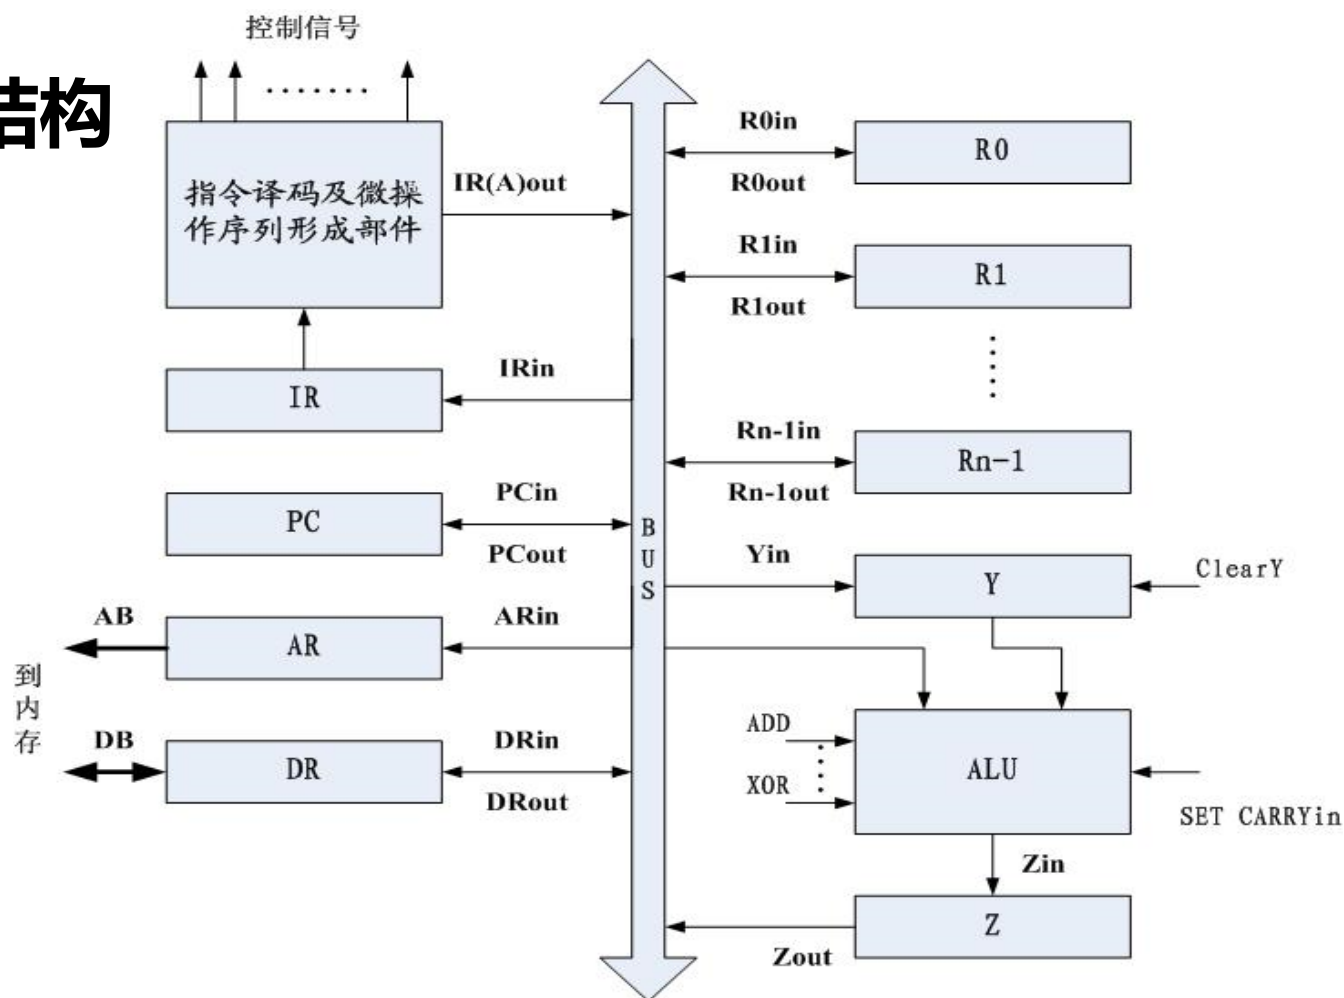 控制信号
结构
·······
R0in
R0
R0out
IR(A)out
指令译码及微操
作序列形成部件
R1in
R1
R1out
IRin
IR
Rn-1in
Rn-1
Rn-1out
PCin
PC
PCout
BUS
Yin
Y
ClearY
AB
ARin
AR
到内存
DB
DRin
DR
DRout
ADD
XOR
ALU
SET CARRYin
Zin
Z
Zout